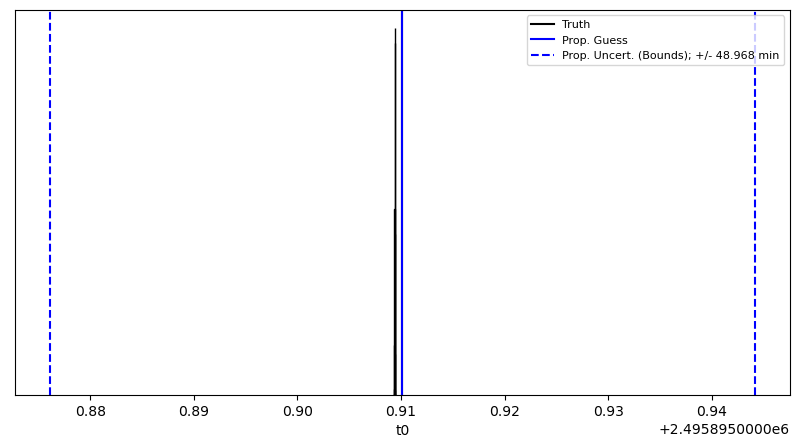 Truth
Prop. Guess
Prop. Uncert. (Bounds); +/- 48.968 min
0.88 0.89 0.90 0.91 0.92 0.93 0.94
t0
+2.4958950000e6